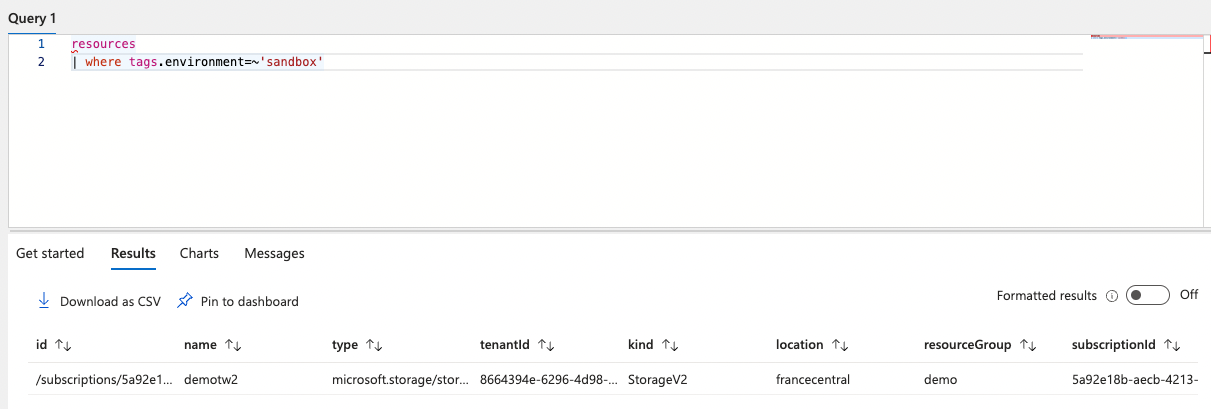 Query 1
1 resources
2 | where tags.environment=~'sandbox'
Get started Results Charts Messages
Download as CSV Pin to dashboard Formatted results Off
id name type tenantId kind location resourceGroup subscriptionId
/subscriptions/5a92e1... demotw2 microsoft.storage/stor... 8664394e-6296-4d98-... StorageV2 francecentral demo 5a92e18b-aecb-4213-